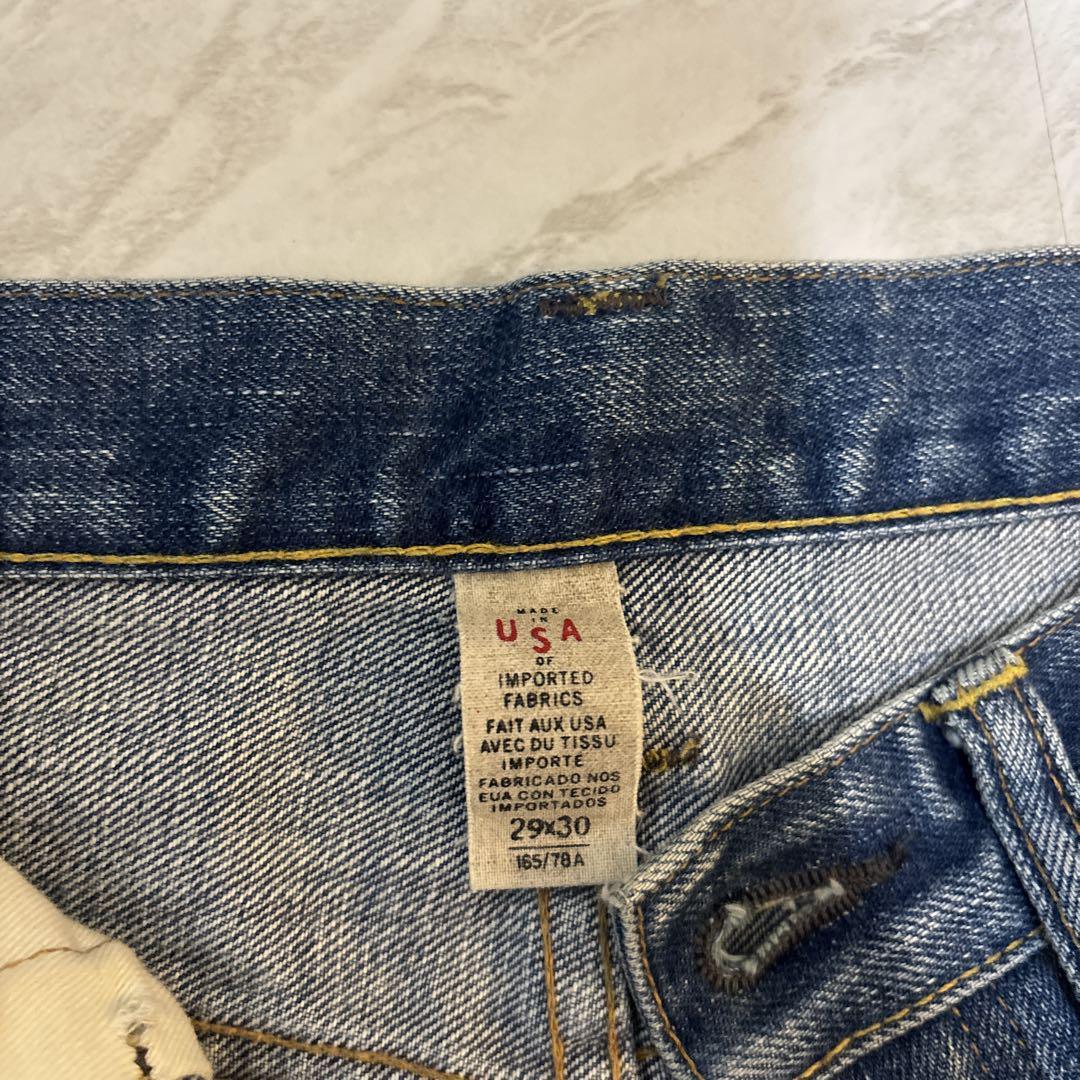 MADE
IN
USA
OF
IMPORTED
FABRICS
FAIT AUX USA
AVEC DU TISSU
IMPORTE
FABRICADO NOS
EUA CON TECIDO
IMPORTADOS
29x30
165/78A